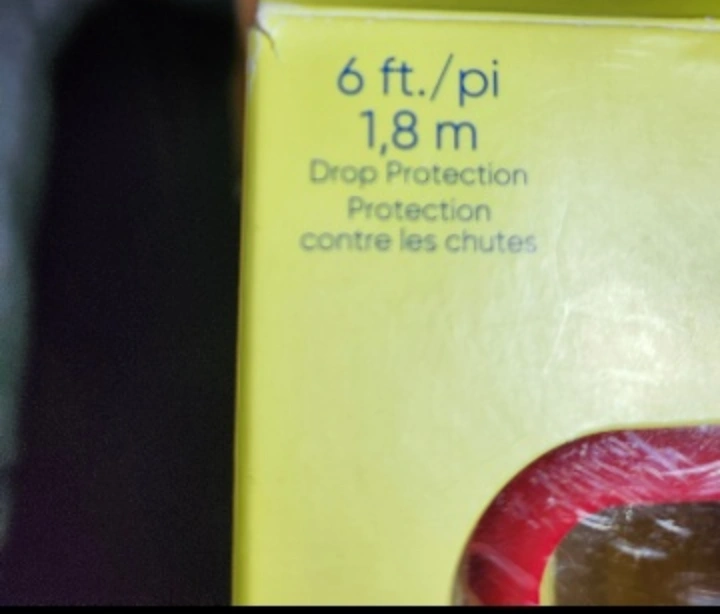 6 ft./pi
1,8 m
Drop Protection
Protection
contre les chutes